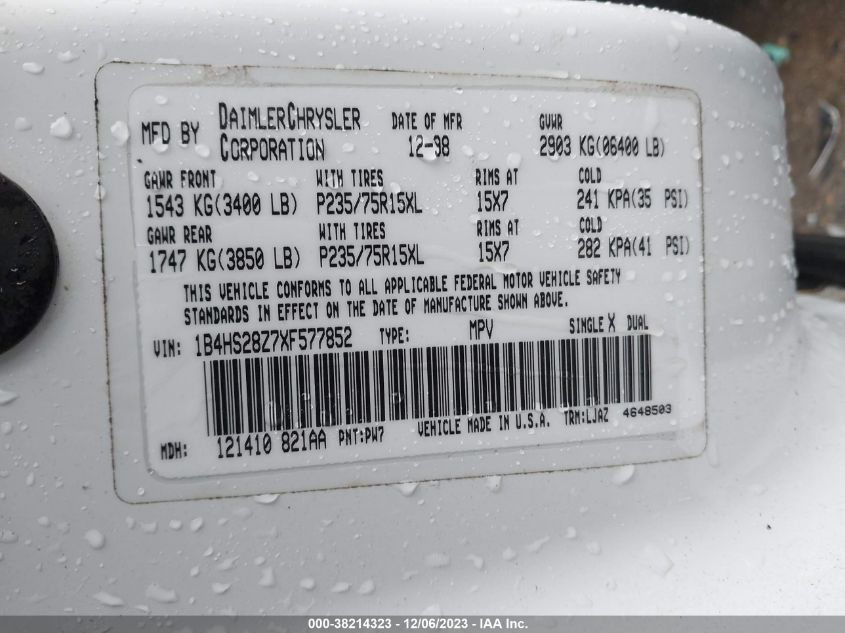 MFD BY DAIMLERCHRYSLER CORPORATION DATE OF MFR 12-98 GVWR 2903 KG(06400 LB)
GAWR FRONT WITH TIRES RIMS AT COLD
1543 KG(3400 LB) P235/75R15XL 15X7 241 KPA(35 PSI)
GAWR REAR WITH TIRES RIMS AT COLD
1747 KG(3850 LB) P235/75R15XL 15X7 282 KPA(41 PSI)
THIS VEHICLE CONFORMS TO ALL APPLICABLE FEDERAL MOTOR VEHICLE SAFETY
STANDARDS IN EFFECT ON THE DATE OF MANUFACTURE SHOWN ABOVE.
VIN: 1B4HS28Z7XF577852 TYPE: MPV SINGLE X DUAL
MDH: 121410 821AA PNT:PW7 VEHICLE MADE IN U.S.A. TRM:LJAZ 4648503
000-38214323 - 12/06/2023 - IAA Inc.